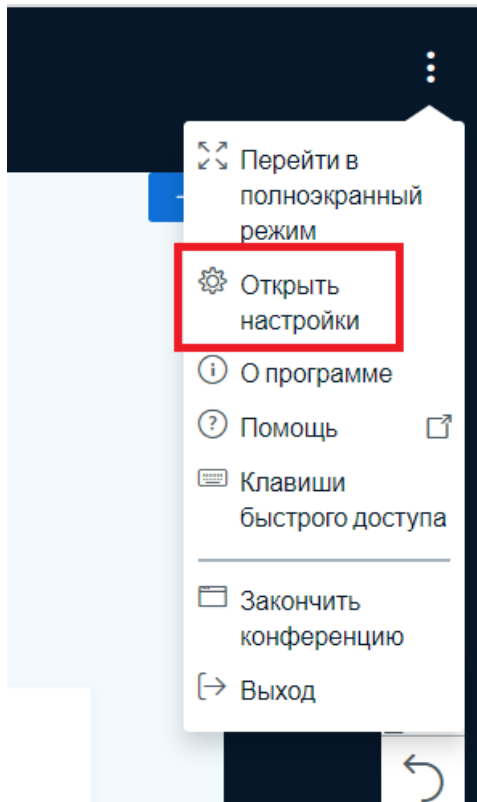 Перейти в
полноэкранный
режим
Открыть
настройки
О программе
Помощь
Клавиши
быстрого доступа
Закончить
конференцию
Выход